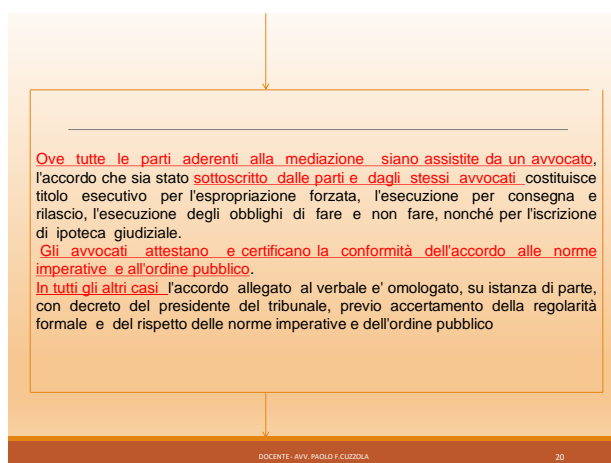 Ove tutte le parti aderenti alla mediazione siano assistite da un avvocato,
l'accordo che sia stato sottoscritto dalle parti e dagli stessi avvocati costituisce
titolo esecutivo per l'espropriazione forzata, l'esecuzione per consegna e
rilascio, l'esecuzione degli obblighi di fare e non fare, nonché per l'iscrizione
di ipoteca giudiziale.
Gli avvocati attestano e certificano la conformità dell'accordo alle norme
imperative e all'ordine pubblico.
In tutti gli altri casi l'accordo allegato al verbale e' omologato, su istanza di parte,
con decreto del presidente del tribunale, previo accertamento della regolarità
formale e del rispetto delle norme imperative e dell'ordine pubblico
DOCENTE- AVV. PAOLO F.CUZZOLA 20